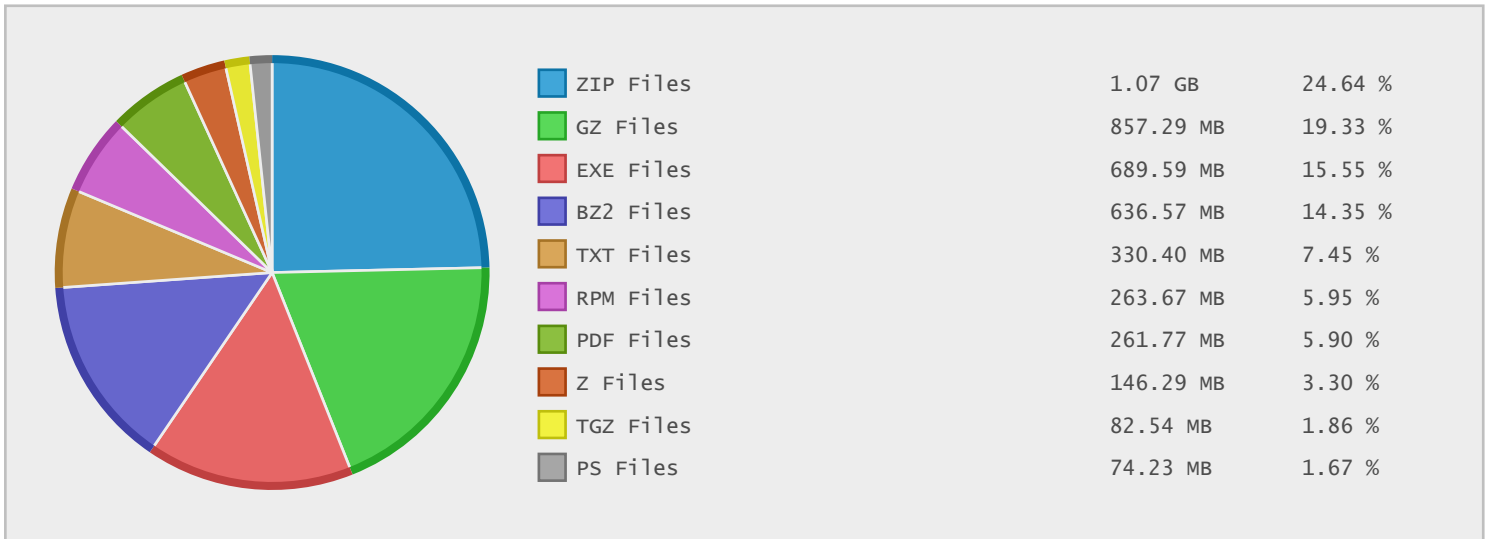 ZIP Files 1.07 GB 24.64 %
GZ Files 857.29 MB 19.33 %
EXE Files 689.59 MB 15.55 %
BZ2 Files 636.57 MB 14.35 %
TXT Files 330.40 MB 7.45 %
RPM Files 263.67 MB 5.95 %
PDF Files 261.77 MB 5.90 %
Z Files 146.29 MB 3.30 %
TGZ Files 82.54 MB 1.86 %
PS Files 74.23 MB 1.67 %